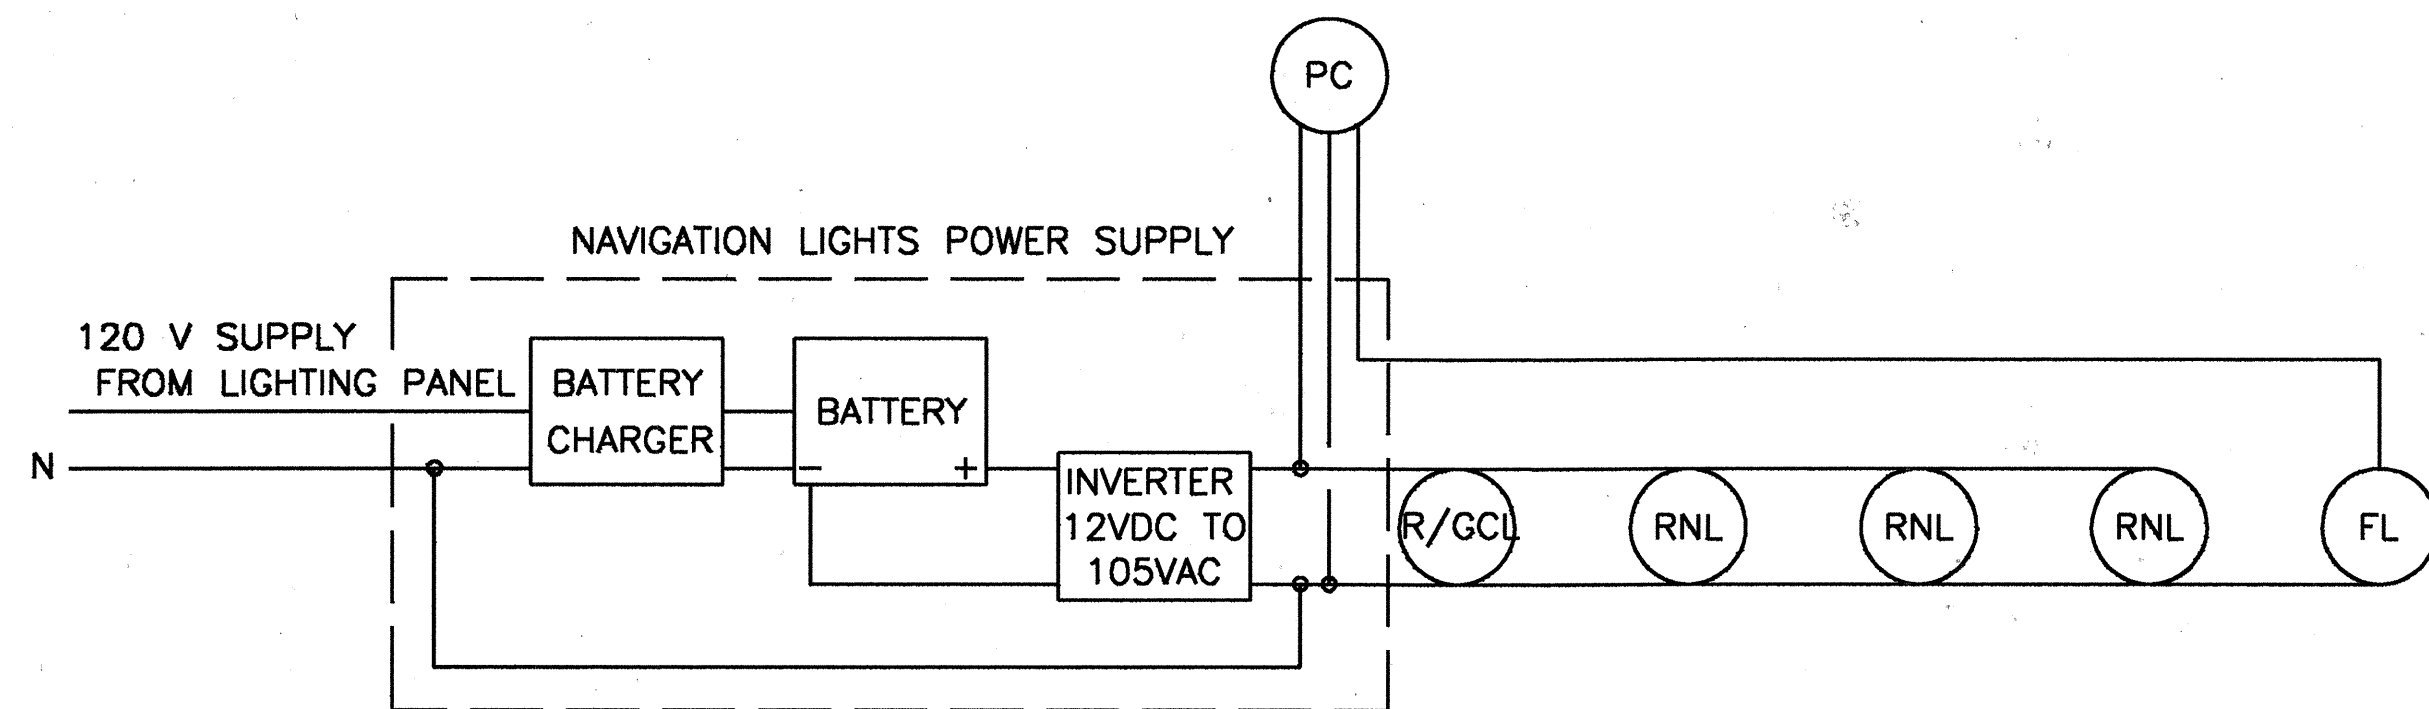 PC
NAVIGATION LIGHTS POWER SUPPLY
120 V SUPPLY
FROM LIGHTING PANEL
BATTERY
CHARGER
BATTERY
N
- +
INVERTER
12VDC TO
105VAC
R/GCL
RNL
RNL
RNL
FL